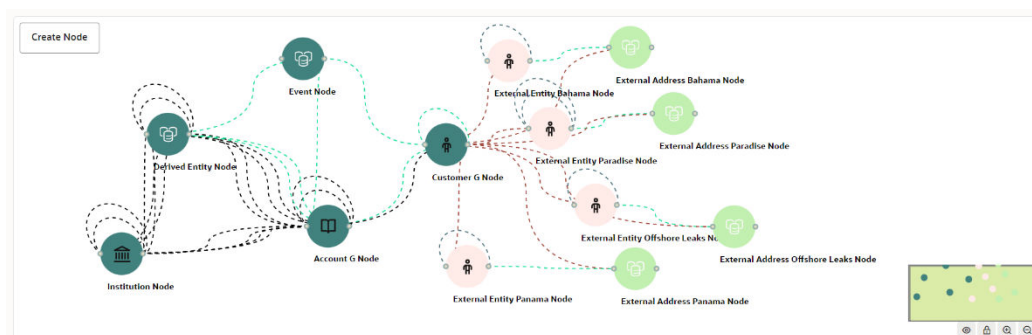 Create Node
Event Node
External Entity Bahama Node
External Address Bahama Node
Derived Entity Node
Customer G Node
External Entity Paradise Node
External Address Paradise Node
Institution Node
Account G Node
External Entity Offshore Leaks No
External Address Offshore Leaks Node
External Entity Panama Node
External Address Panama Node